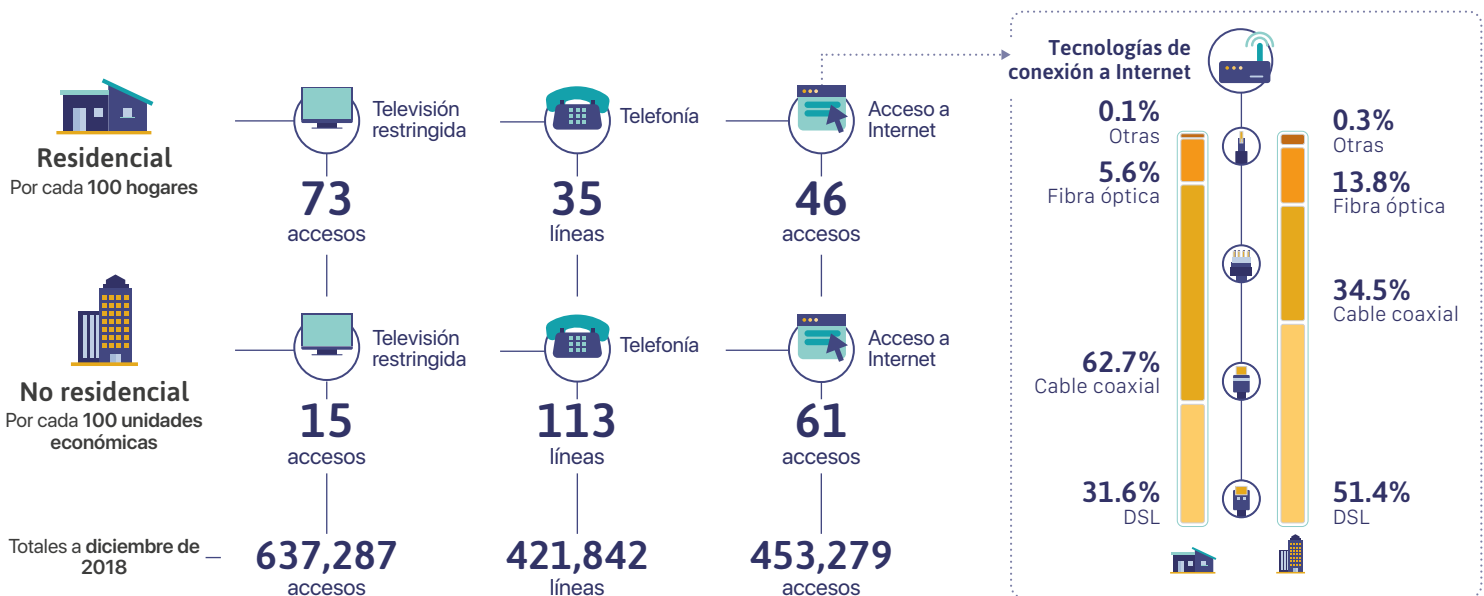 Residencial
Por cada 100 hogares
Televisión
restringida
73
accesos
Telefonía
35
líneas
Acceso a
Internet
46
accesos
No residencial
Por cada 100 unidades
económicas
Televisión
restringida
15
accesos
Telefonía
113
líneas
Acceso a
Internet
61
accesos
Totales a diciembre de
2018
637,287
accesos
421,842
líneas
453,279
accesos
Tecnologías de
conexión a Internet
0.1%
Otras
5.6%
Fibra óptica
62.7%
Cable coaxial
31.6%
DSL
0.3%
Otras
13.8%
Fibra óptica
34.5%
Cable coaxial
51.4%
DSL